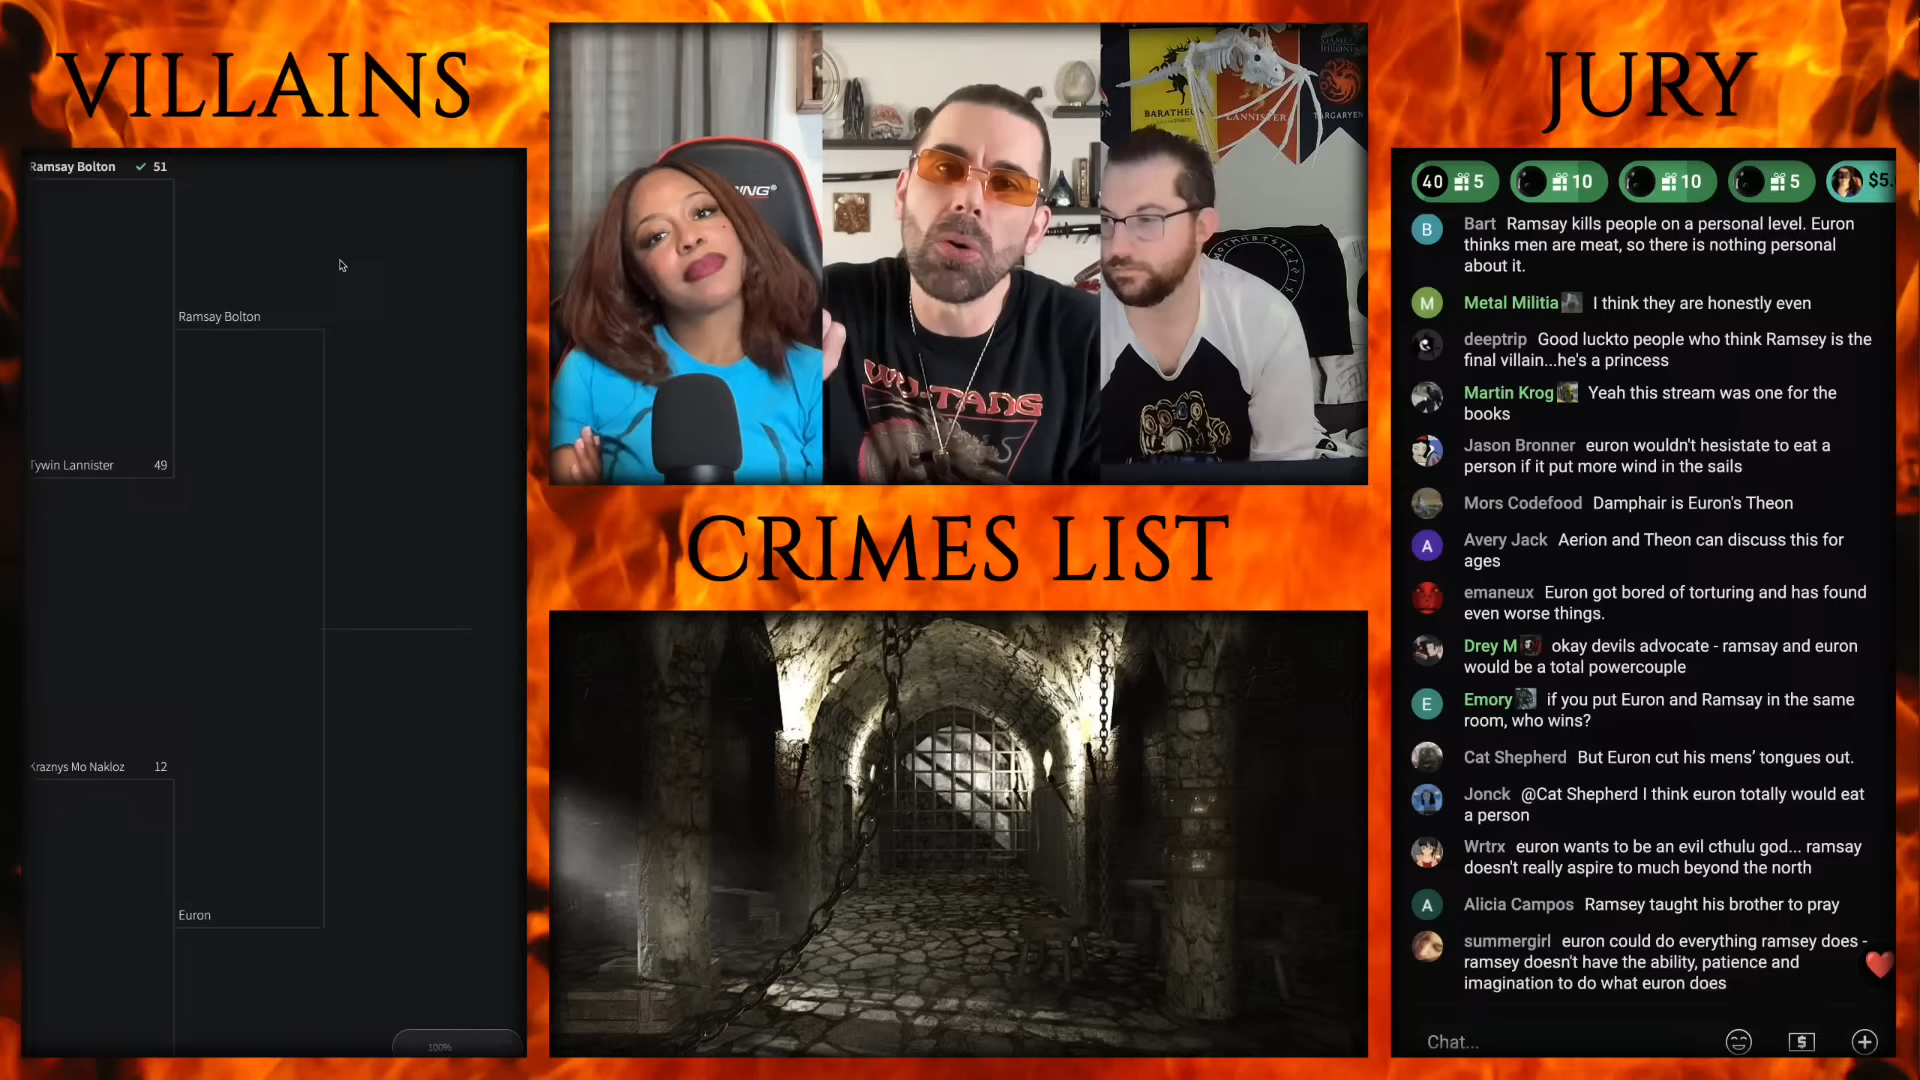 VILLAINS
Ramsay Bolton ✓ 51
Ramsay Bolton
Tywin Lannister 49
Kraznys Mo Nakloz 12
Euron
100%
BARATHEON
LANNISTER
TARGARYEN
WU-TANG
CRIMES LIST
JURY
40 5
10
10
5
$5.
B
Bart Ramsay kills people on a personal level. Euron
thinks men are meat, so there is nothing personal
about it.
M
Metal Militia I think they are honestly even
deeptrip Good luckto people who think Ramsey is the
final villain...he's a princess
Martin Krog Yeah this stream was one for the
books
Jason Bronner euron wouldn't hesistate to eat a
person if it put more wind in the sails
Mors Codefood Damphair is Euron's Theon
A
Avery Jack Aerion and Theon can discuss this for
ages
emaneux Euron got bored of torturing and has found
even worse things.
Drey M okay devils advocate - ramsay and euron
would be a total powercouple
E
Emory if you put Euron and Ramsay in the same
room, who wins?
Cat Shepherd But Euron cut his mens’ tongues out.
Jonck @Cat Shepherd I think euron totally would eat
a person
Wrtrx euron wants to be an evil cthulu god... ramsay
doesn't really aspire to much beyond the north
A
Alicia Campos Ramsey taught his brother to pray
summergirl euron could do everything ramsey does -
ramsey doesn't have the ability, patience and
imagination to do what euron does
Chat...